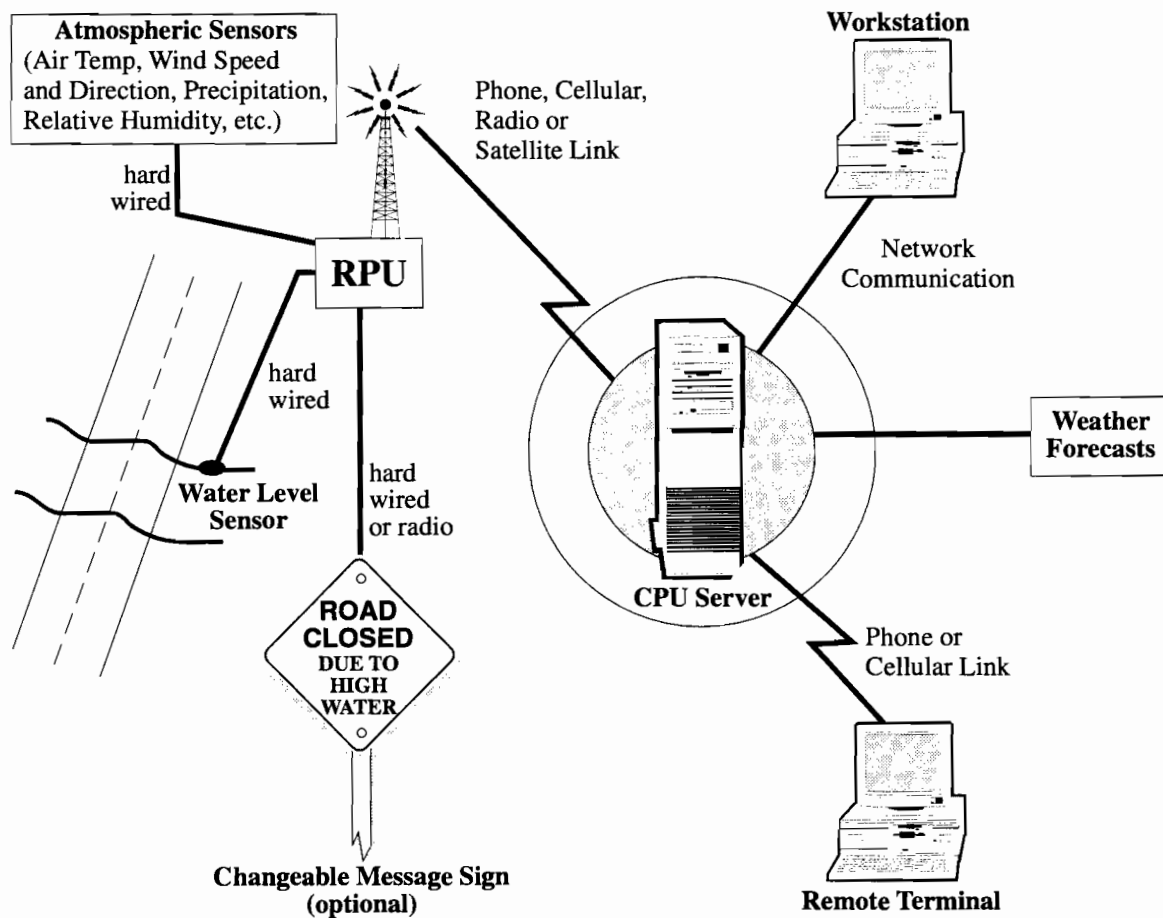 Atmospheric Sensors
(Air Temp, Wind Speed
and Direction, Precipitation,
Relative Humidity, etc.)
Workstation
Phone, Cellular,
Radio or
Satellite Link
hard
wired
RPU
Network
Communication
hard
wired
Weather
Forecasts
Water Level
Sensor
hard
wired
or radio
CPU Server
ROAD
CLOSED
DUE TO
HIGH
WATER
Phone or
Cellular Link
Changeable Message Sign
(optional)
Remote Terminal